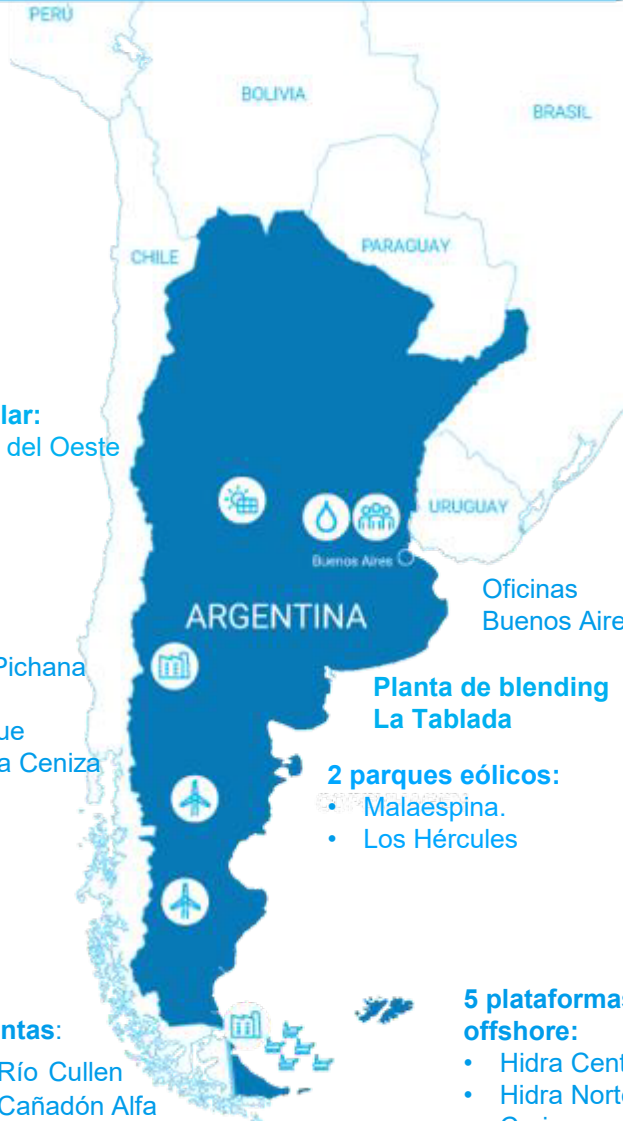 PERÚ
BOLIVIA
BRASIL
PARAGUAY
CHILE
lar:
del Oeste
URUGUAY
Buenos Aires
Oficinas
Buenos Aire
ARGENTINA
Pichana
ue
a Ceniza
Planta de blending
La Tablada
2 parques eólicos:
• Malaespina.
• Los Hércules
ntas:
Río Cullen
Cañadón Alfa
5 plataformas
offshore:
• Hidra Cent
• Hidra Norte